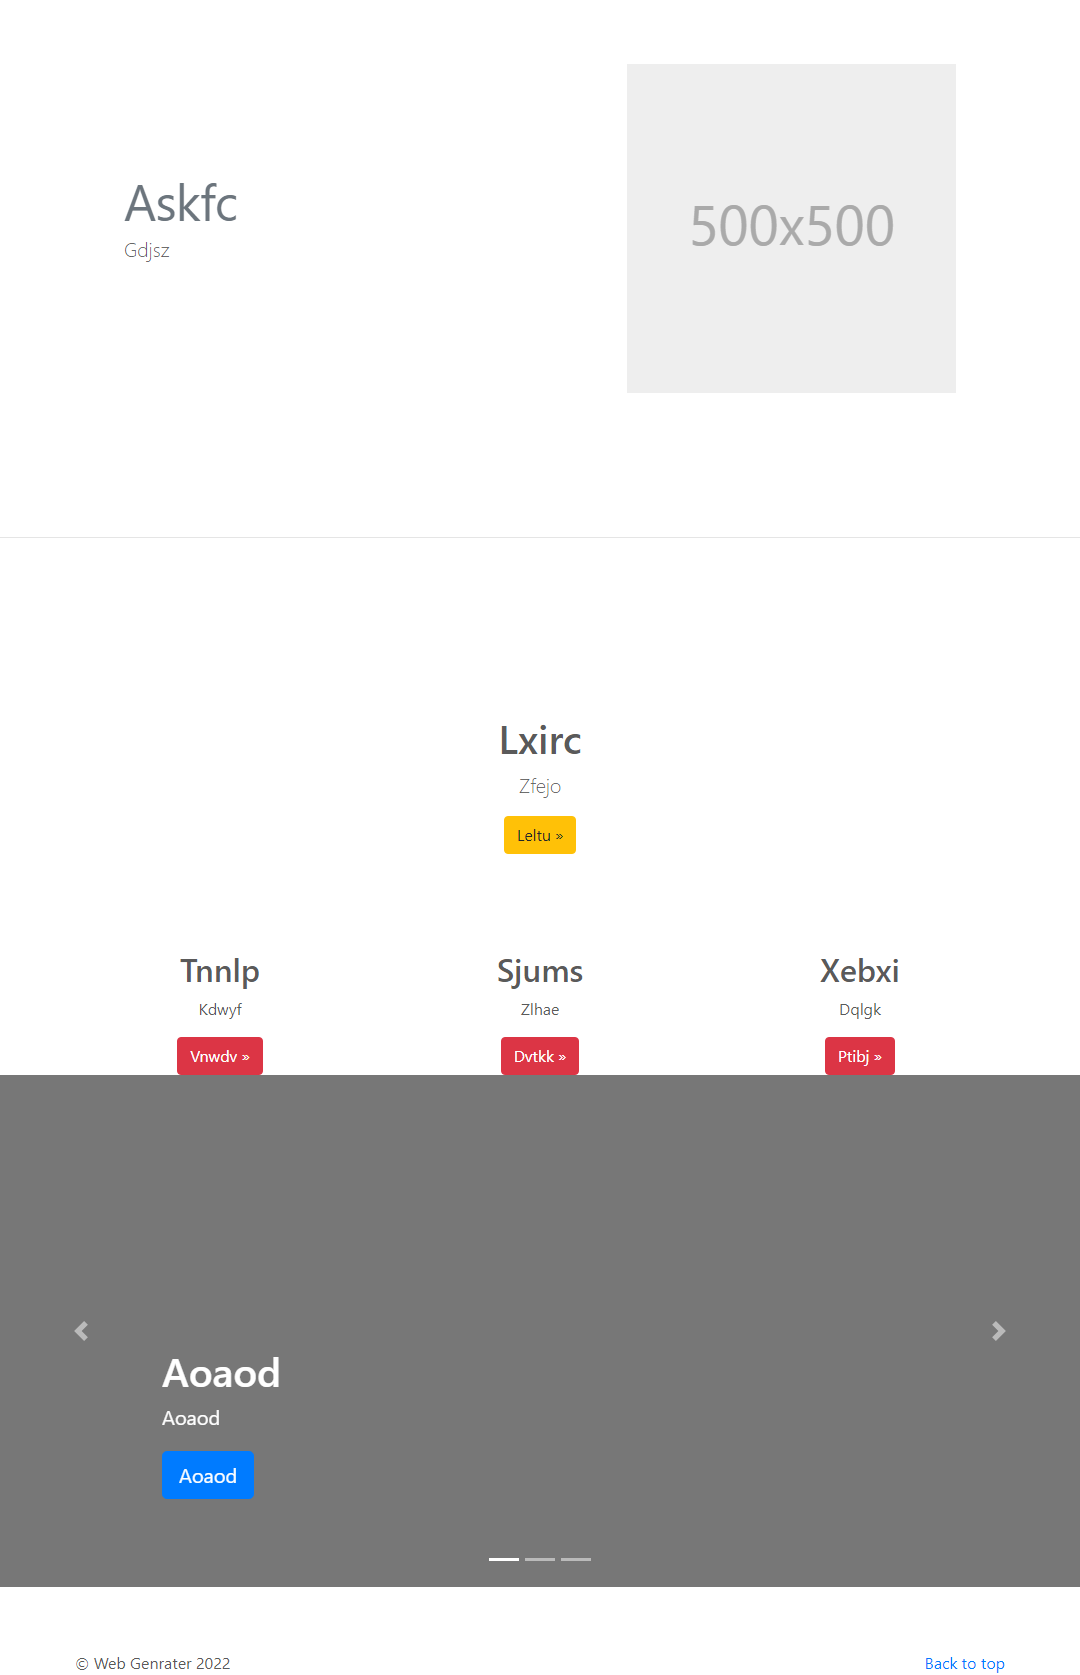 Askfc
Gdjsz
500x500
Lxirc
Zfejo
Leltu »
Tnnlp
Kdwyf
Vnwdv »
Sjums
Zlhae
Dvtkk »
Xebxi
Dqlgk
Ptibj »
Aoaod
Aoaod
Aoaod
© Web Genrater 2022
Back to top